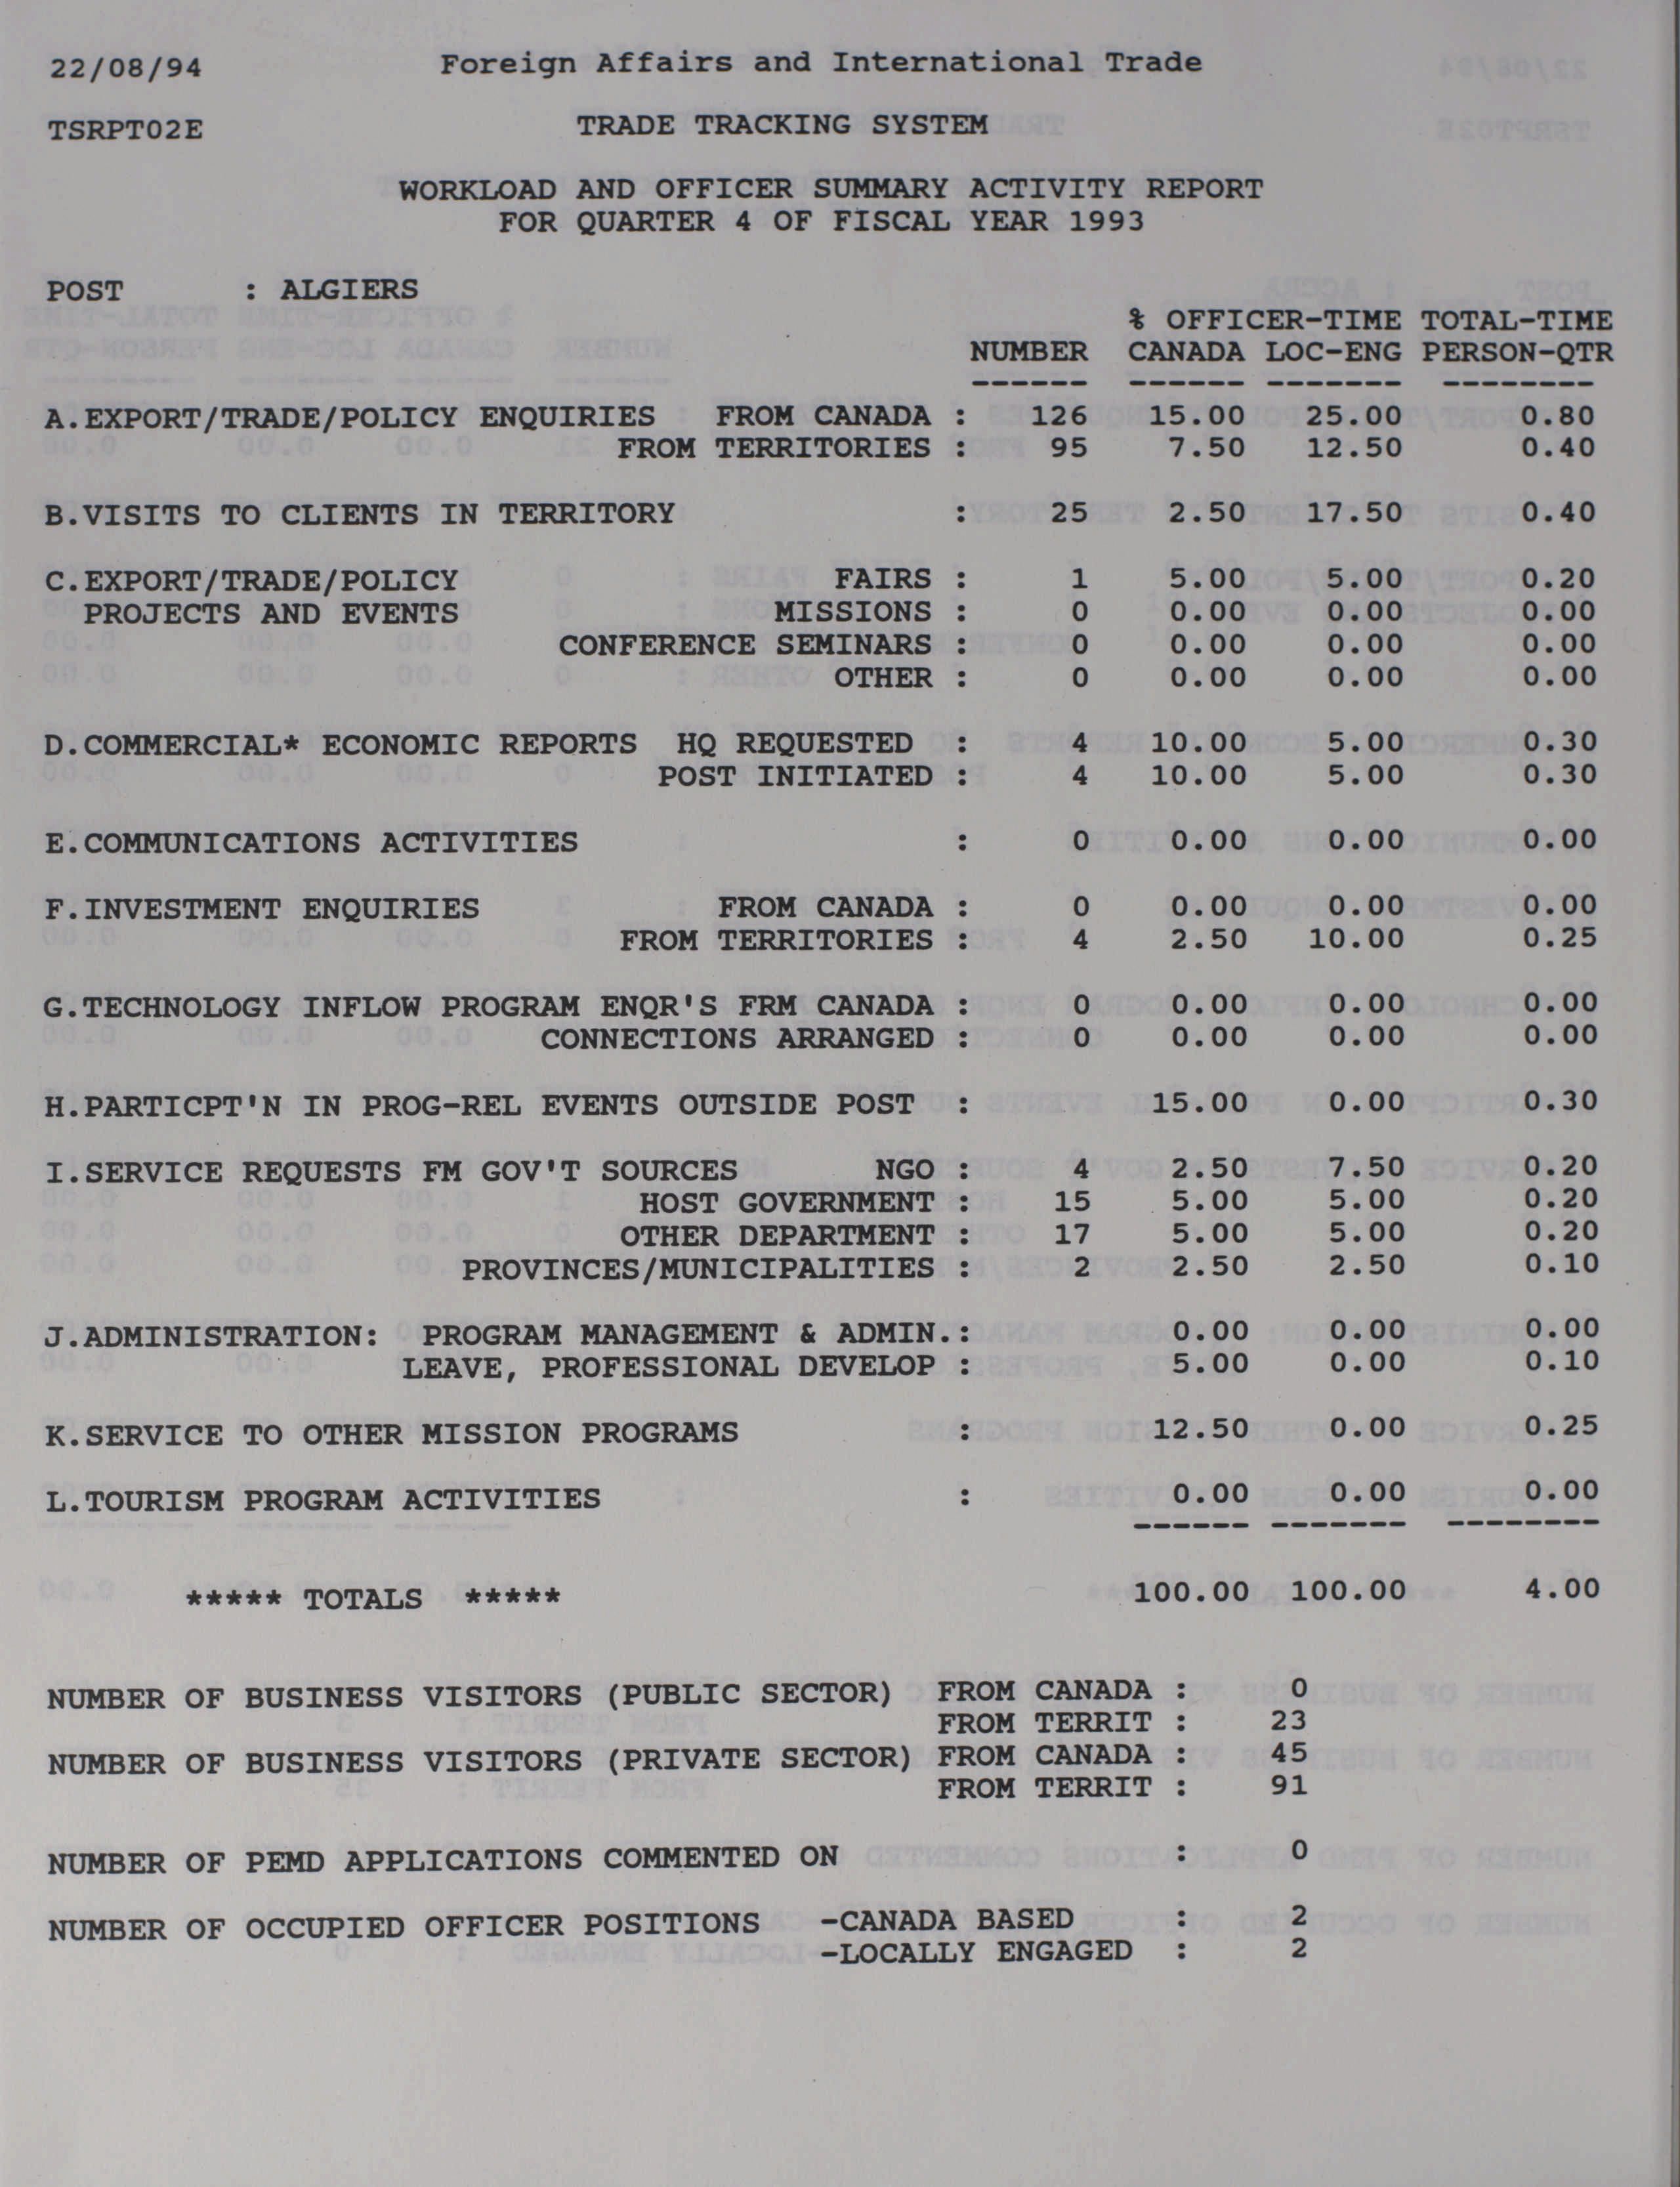 22/08/94 Foreign Affairs and International Trade
TSRPT02E TRADE TRACKING SYSTEM
WORKLOAD AND OFFICER SUMMARY ACTIVITY REPORT
FOR QUARTER 4 OF FISCAL YEAR 1993
POST : ALGIERS
% OFFICER-TIME TOTAL-TIME
NUMBER CANADA LOC-ENG PERSON-QTR
------ ------ ------- --------
A.EXPORT/TRADE/POLICY ENQUIRIES FROM CANADA : 126 15.00 25.00 0.80
FROM TERRITORIES : 95 7.50 12.50 0.40
B.VISITS TO CLIENTS IN TERRITORY : 25 2.50 17.50 0.40
C.EXPORT/TRADE/POLICY FAIRS : 1 5.00 5.00 0.20
PROJECTS AND EVENTS MISSIONS : 0 0.00 0.00 0.00
CONFERENCE SEMINARS : 0 0.00 0.00 0.00
OTHER : 0 0.00 0.00 0.00
D.COMMERCIAL* ECONOMIC REPORTS HQ REQUESTED : 4 10.00 5.00 0.30
POST INITIATED : 4 10.00 5.00 0.30
E.COMMUNICATIONS ACTIVITIES : 0 0.00 0.00 0.00
F.INVESTMENT ENQUIRIES FROM CANADA : 0 0.00 0.00 0.00
FROM TERRITORIES : 4 2.50 10.00 0.25
G.TECHNOLOGY INFLOW PROGRAM ENQR'S FRM CANADA : 0 0.00 0.00 0.00
CONNECTIONS ARRANGED : 0 0.00 0.00 0.00
H.PARTICPT'N IN PROG-REL EVENTS OUTSIDE POST : 15.00 0.00 0.30
I.SERVICE REQUESTS FM GOV'T SOURCES NGO : 4 2.50 7.50 0.20
HOST GOVERNMENT : 15 5.00 5.00 0.20
OTHER DEPARTMENT : 17 5.00 5.00 0.20
PROVINCES/MUNICIPALITIES : 2 2.50 2.50 0.10
J.ADMINISTRATION: PROGRAM MANAGEMENT & ADMIN.: 0.00 0.00 0.00
LEAVE, PROFESSIONAL DEVELOP : 5.00 0.00 0.10
K.SERVICE TO OTHER MISSION PROGRAMS : 12.50 0.00 0.25
L.TOURISM PROGRAM ACTIVITIES : 0.00 0.00 0.00
------ ------- --------
***** TOTALS ***** 100.00 100.00 4.00
NUMBER OF BUSINESS VISITORS (PUBLIC SECTOR) FROM CANADA : 0
FROM TERRIT : 23
NUMBER OF BUSINESS VISITORS (PRIVATE SECTOR) FROM CANADA : 45
FROM TERRIT : 91
NUMBER OF PEMD APPLICATIONS COMMENTED ON : 0
NUMBER OF OCCUPIED OFFICER POSITIONS -CANADA BASED : 2
-LOCALLY ENGAGED : 2